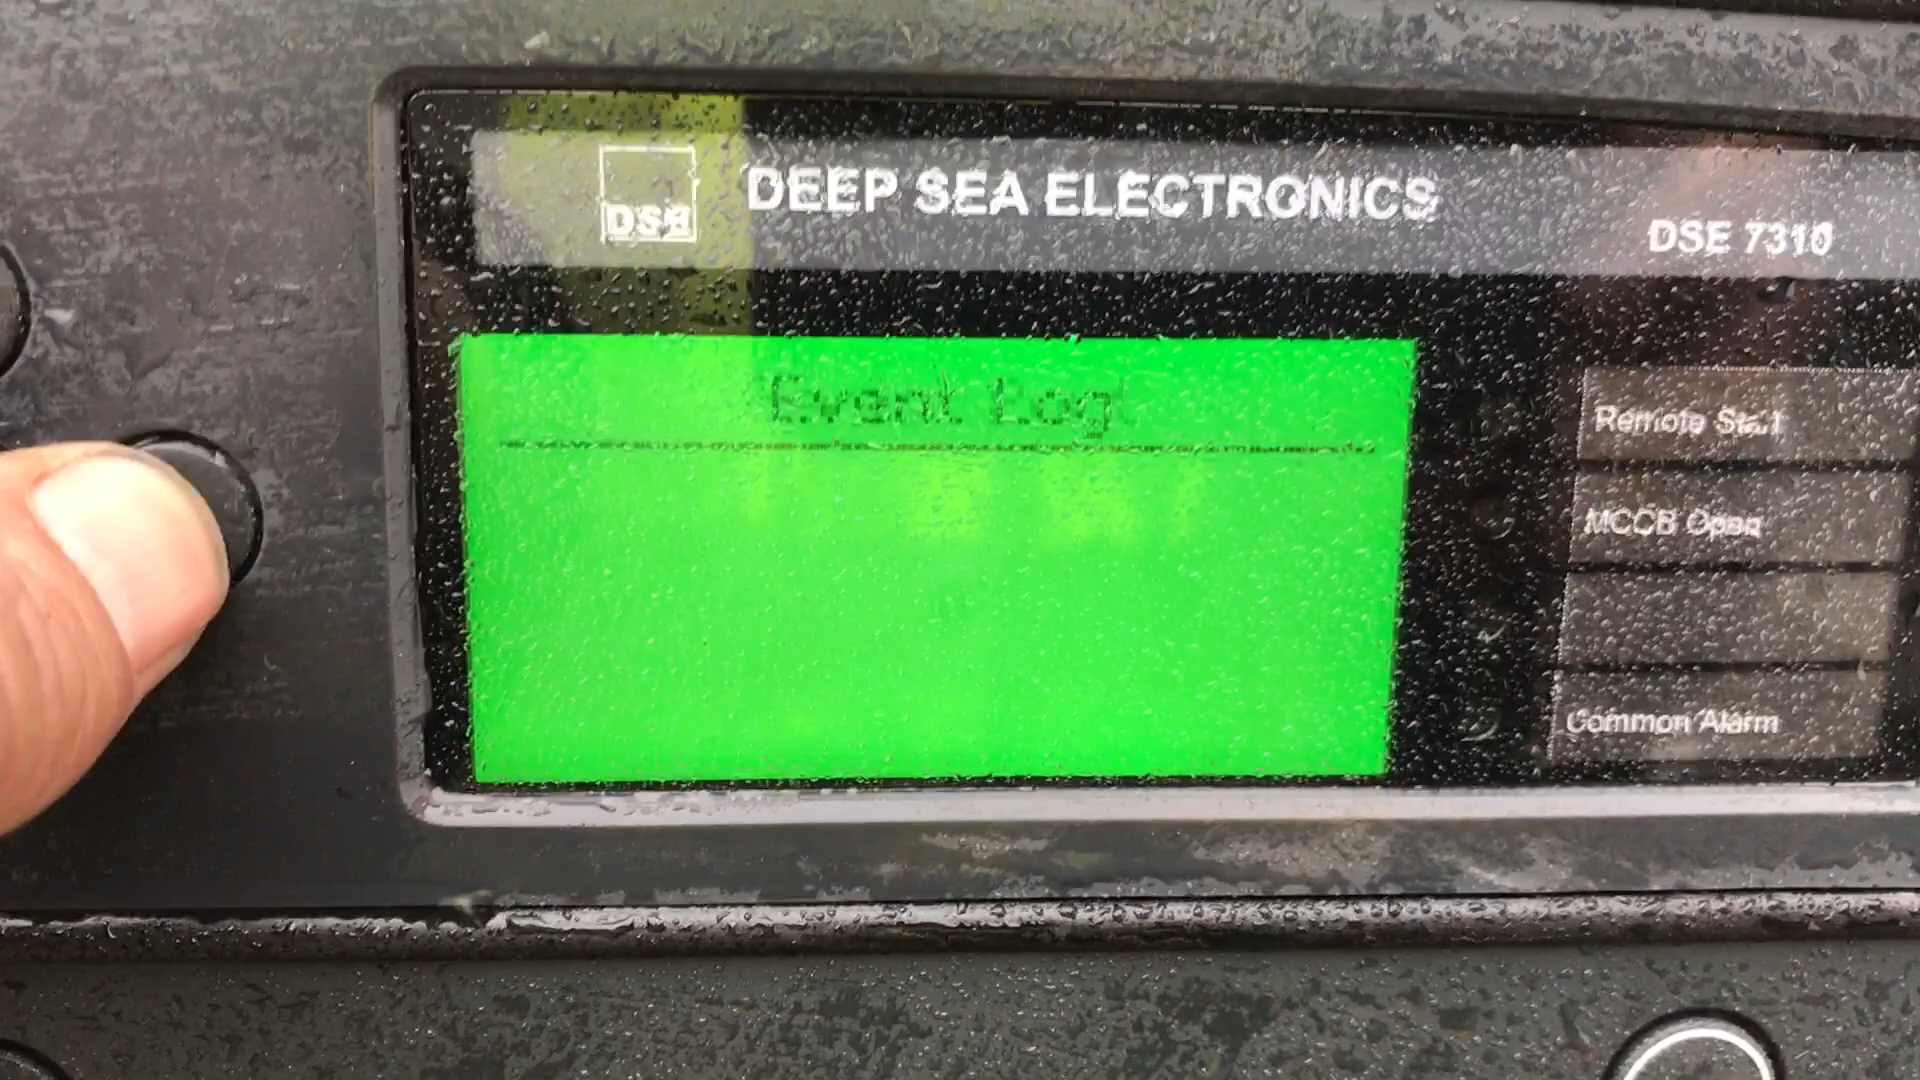 DSE
DEEP SEA ELECTRONICS
DSE 7310
Event Log
Remote Start
MCCB Open
Common Alarm